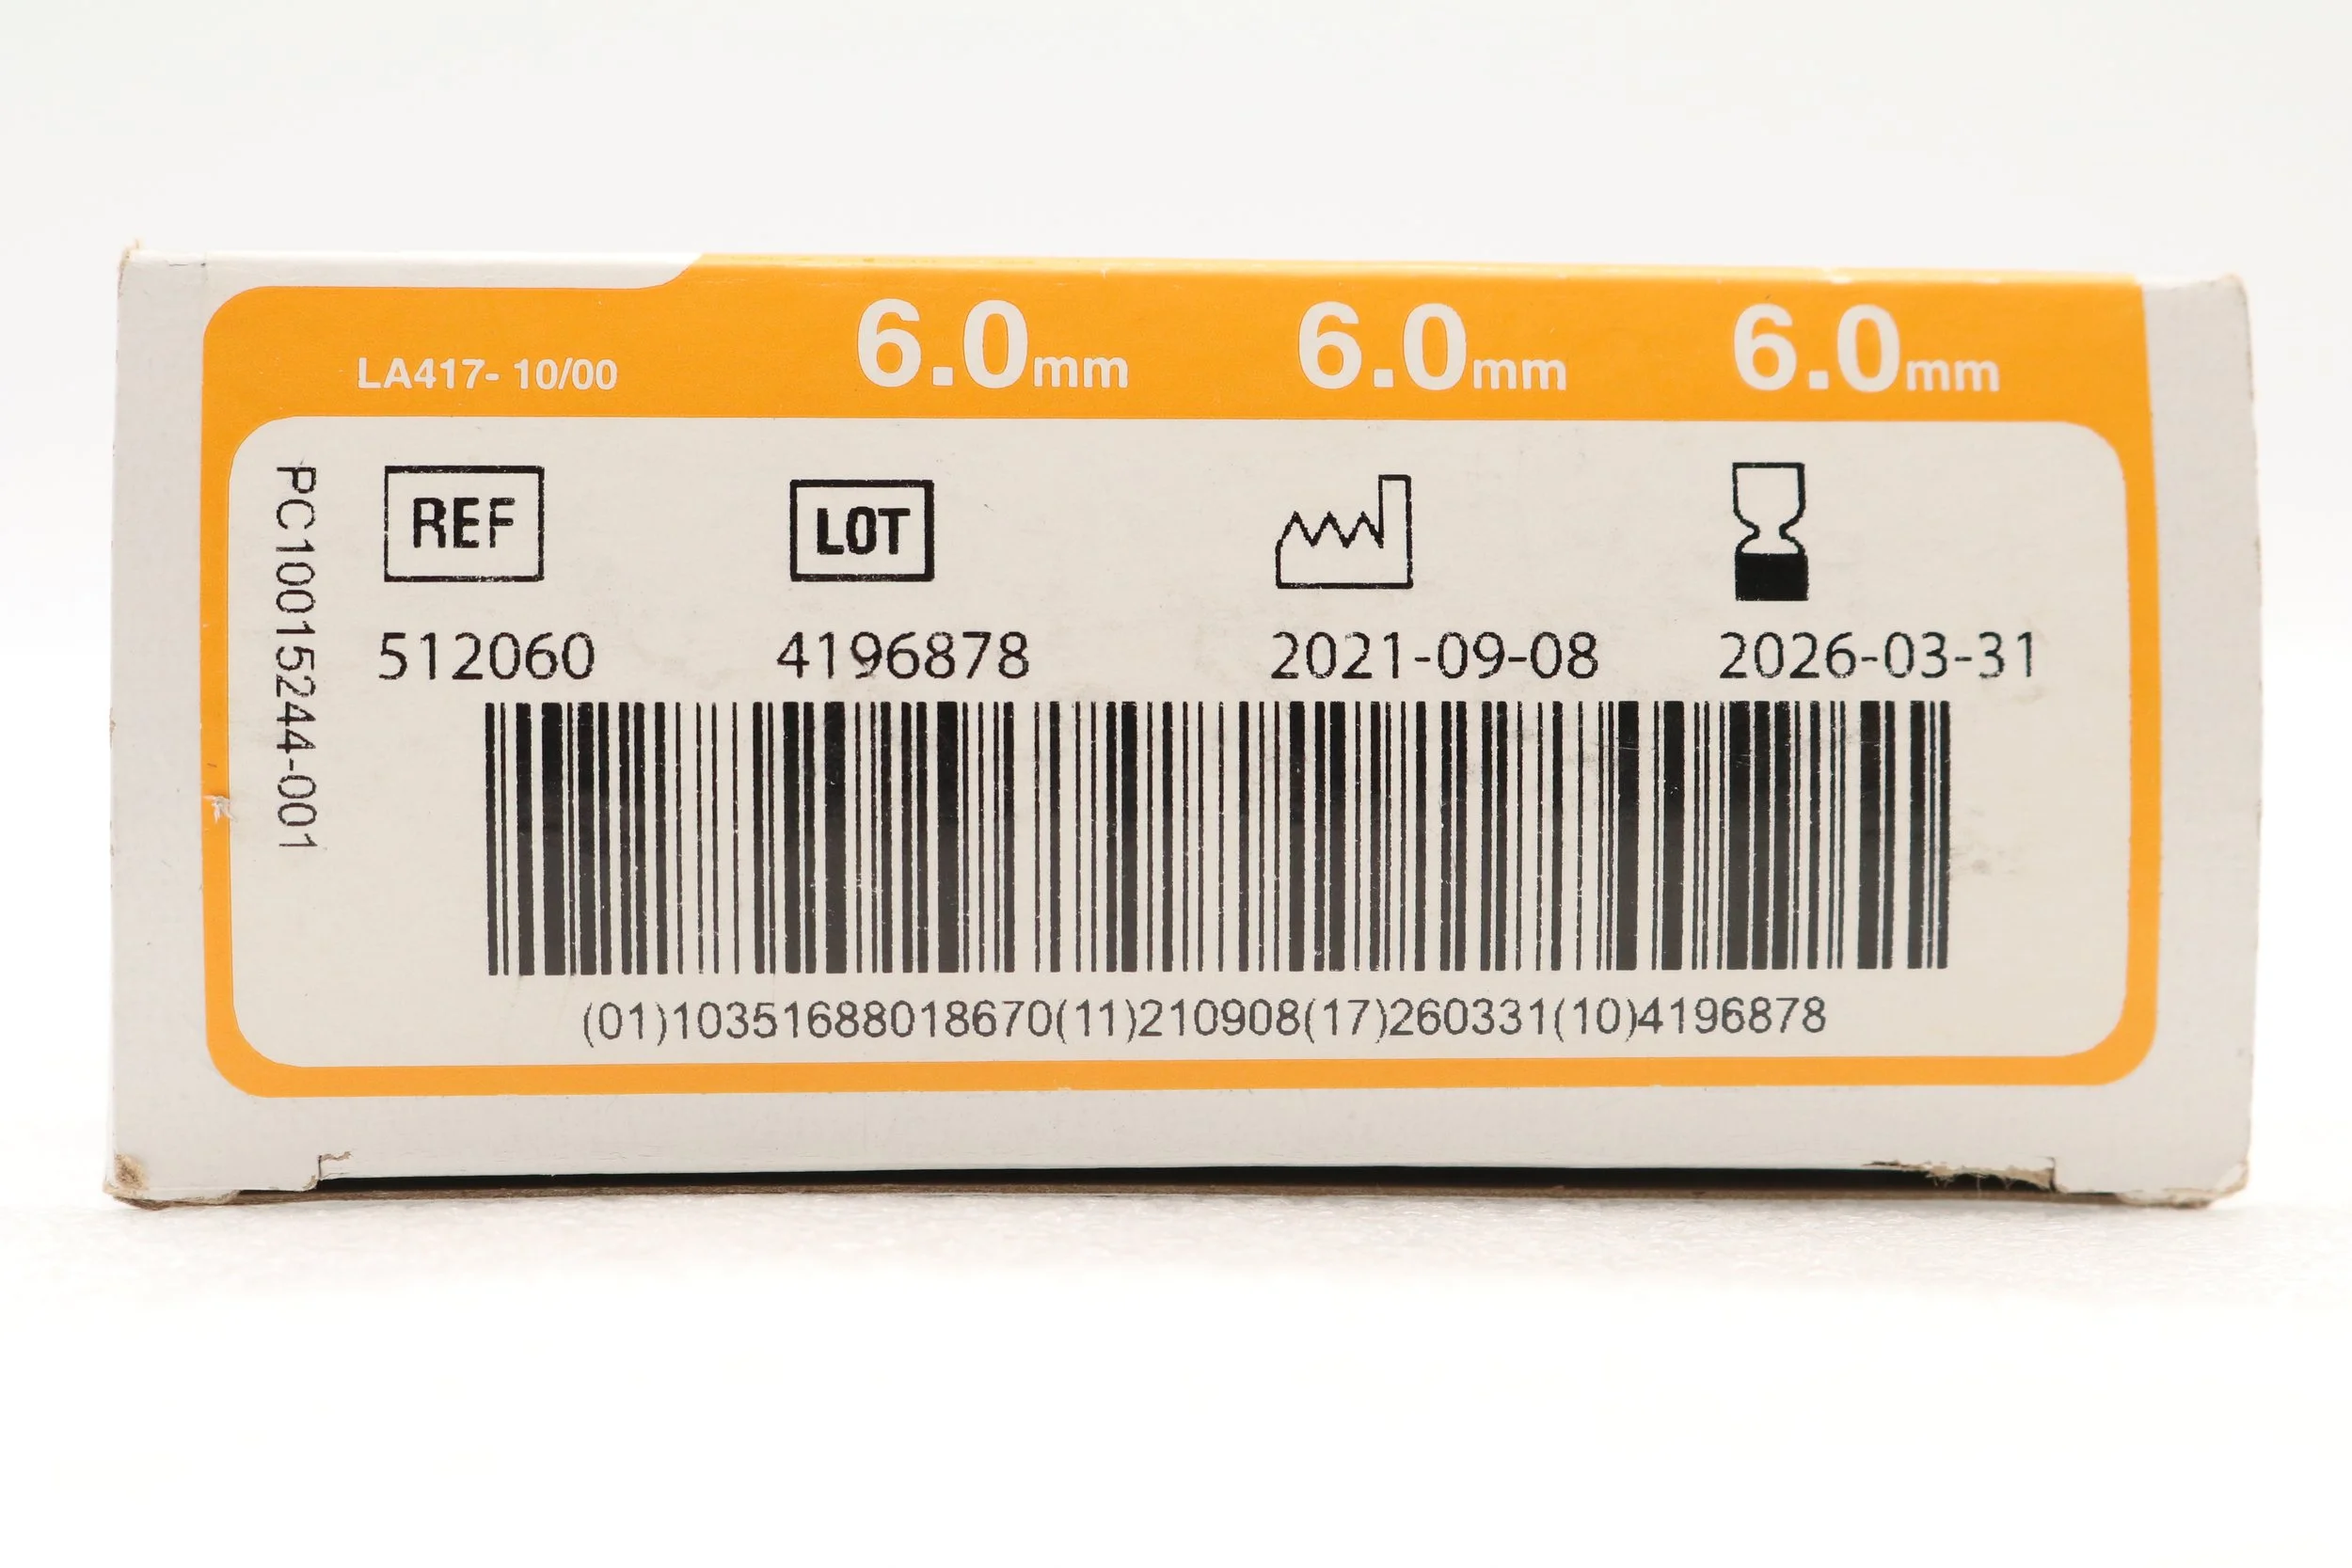 LA417- 10/00
6.0mm 6.0mm 6.0mm
PC10015244-001
REF LOT
512060 4196878 2021-09-08 2026-03-31
(01)10351688018670(11)210908(17)260331(10)4196878